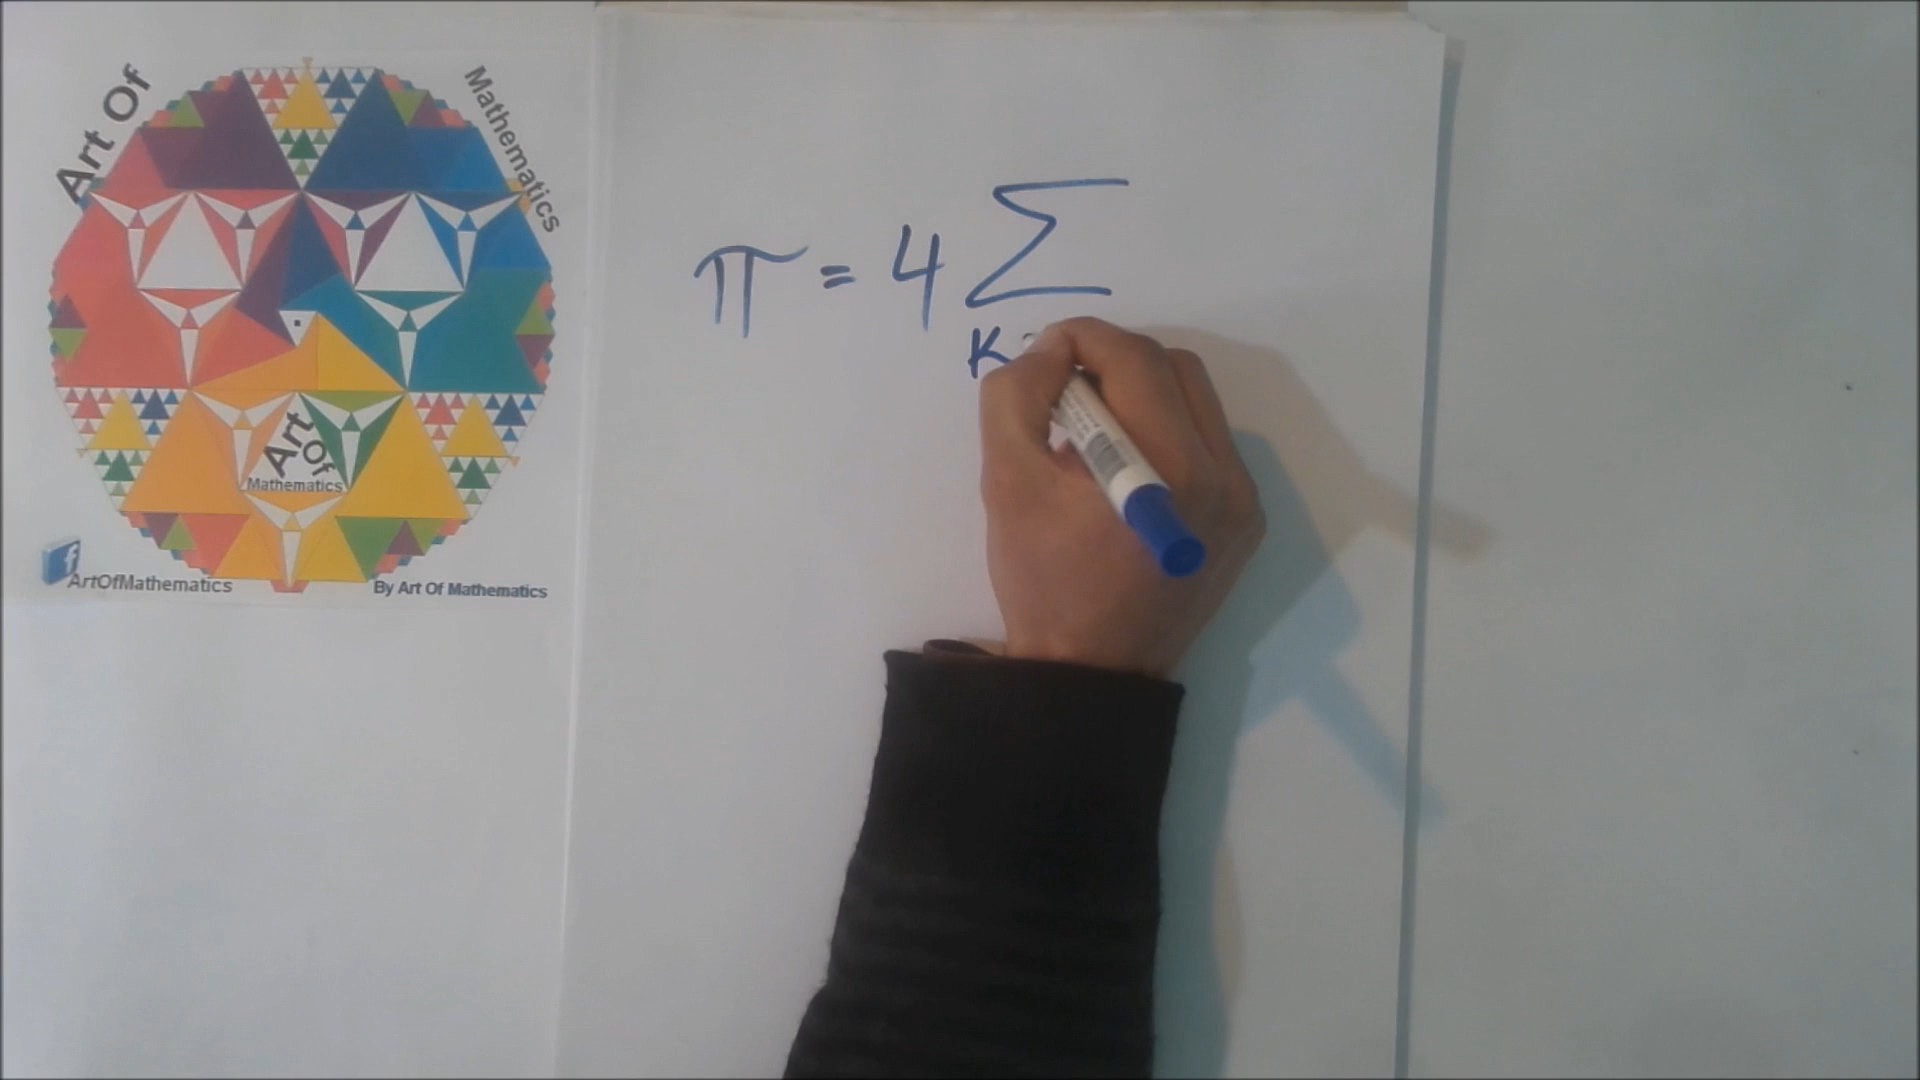 Art Of
Mathematics
Art
Of
Mathematics
f
ArtOfMathematics
By Art Of Mathematics
π = 4 ∑
K